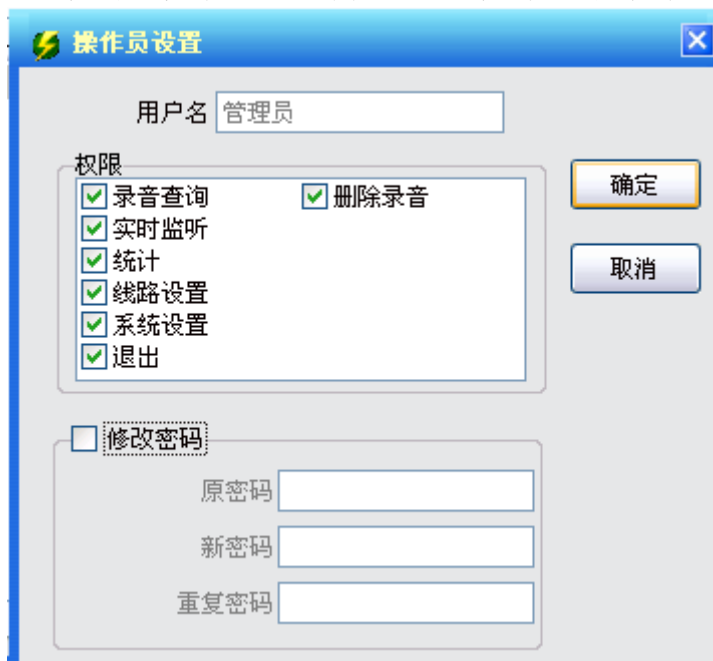 操作员设置
用户名 管理员
权限
录音查询 删除录音
实时监听
统计
线路设置
系统设置
退出
确定
取消
修改密码
原密码
新密码
重复密码